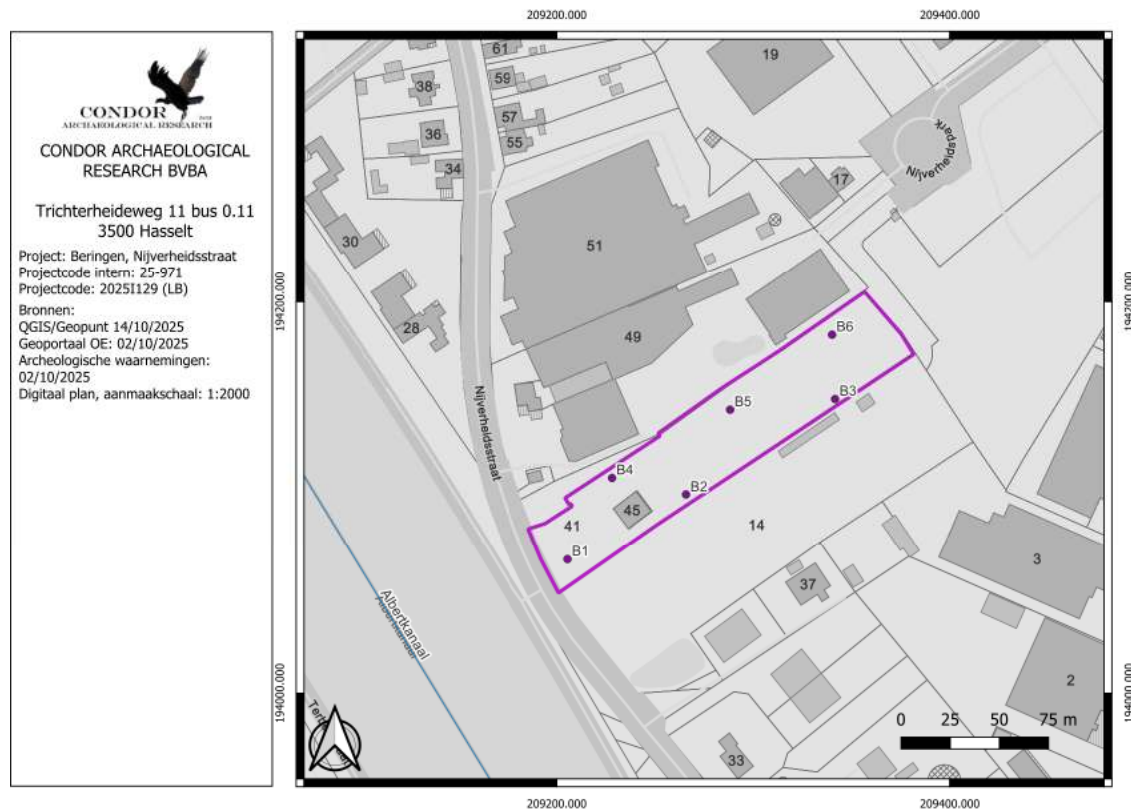 CONDOR
ARCHAEOLOGICAL RESEARCH
CONDOR ARCHAEOLOGICAL
RESEARCH BVBA
Trichterheideweg 11 bus 0.11
3500 Hasselt
Project: Beringen, Nijverheidsstraat
Projectcode intern: 25-971
Projectcode: 2025I129 (LB)
Bronnen:
QGIS/Geopunt 14/10/2025
Geoportaal OE: 02/10/2025
Archeologische waarnemingen:
02/10/2025
Digitaal plan, aanmaakschaal: 1:2000
209200.000
209400.000
194200.000
194200.000
61
19
59
38
57
36
55
34
17
Nijverheidspark
51
30
28
49
B6
B5
B3
Nijverheidsstraat
B4
B2
45
41
14
B1
3
37
Albertkanaal
2
33
194000.000
194000.000
0 25 50 75 m
209200.000
209400.000